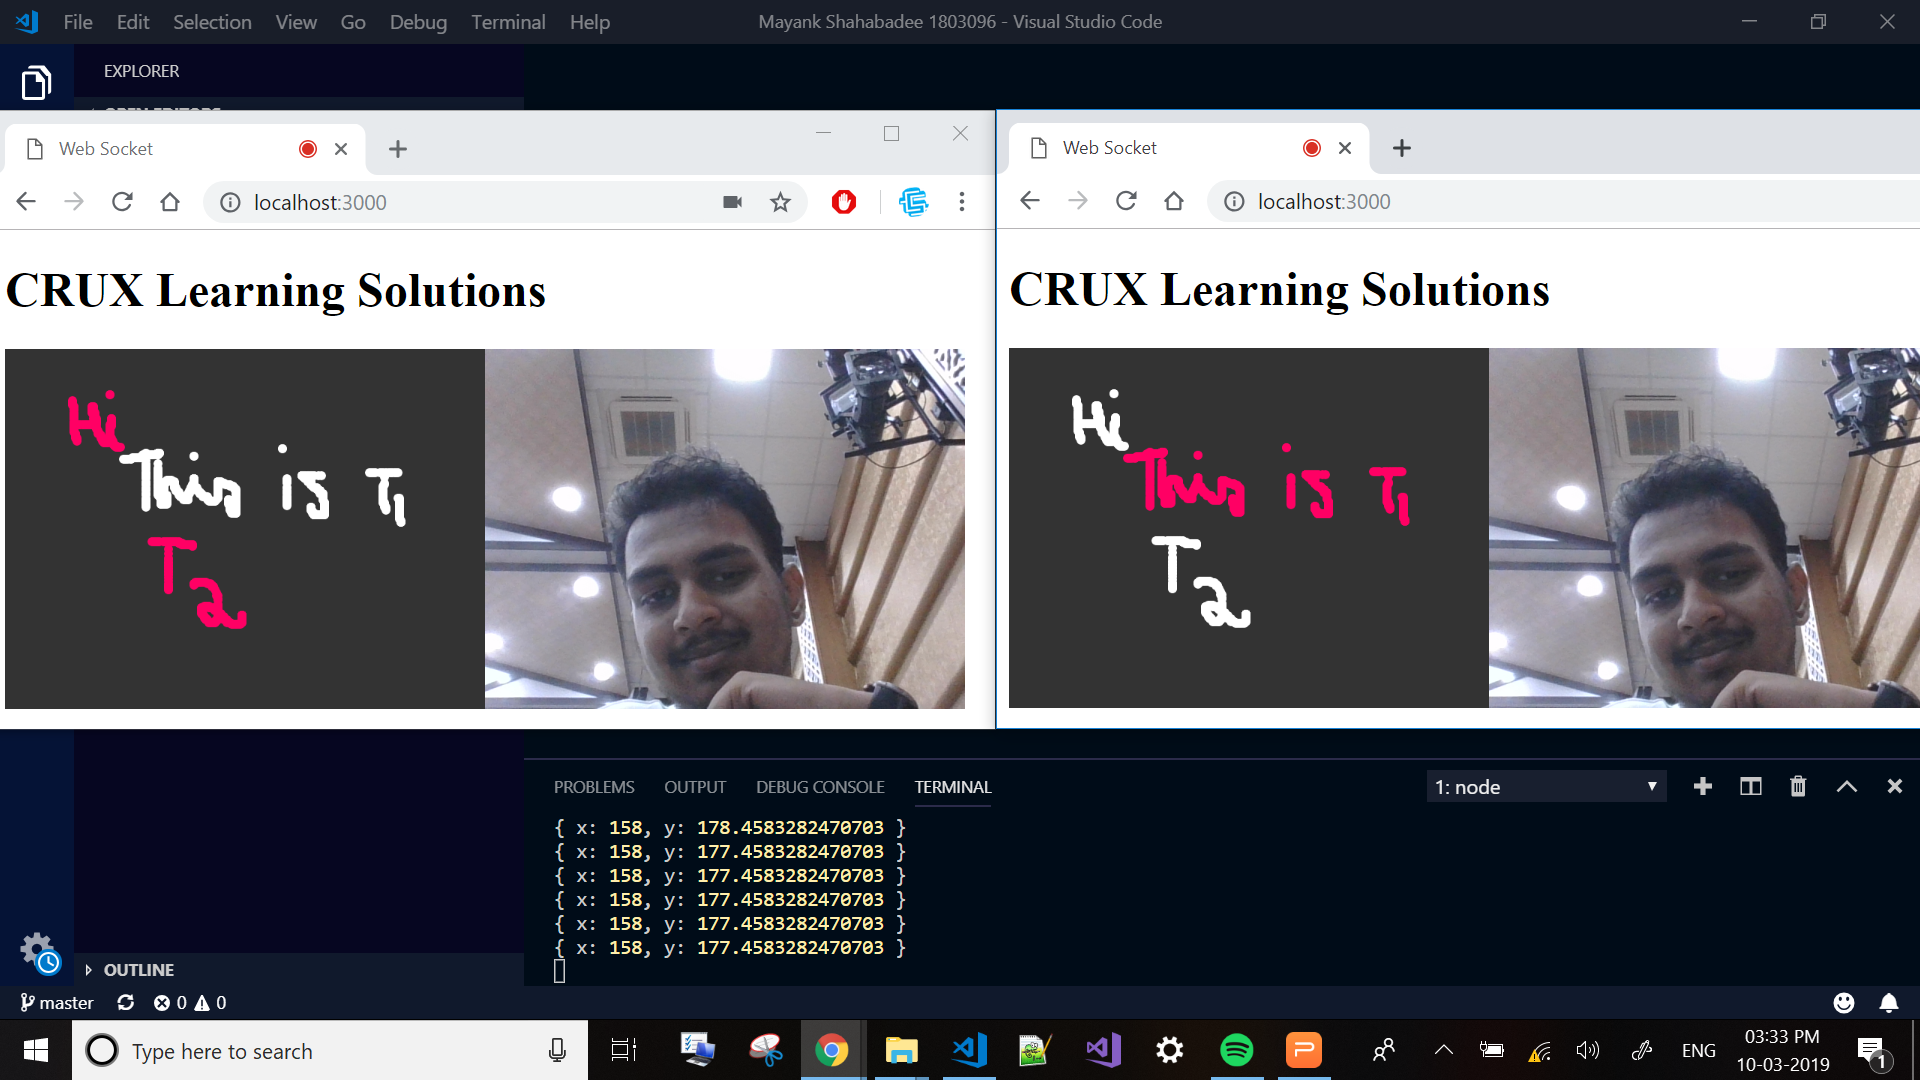 File Edit Selection View Go Debug Terminal Help
Mayank Shahabadee 1803096 - Visual Studio Code
EXPLORER
OPEN EDITORS
Web Socket
localhost:3000
CRUX Learning Solutions
Hi
This is T1
T2
Web Socket
localhost:3000
CRUX Learning Solutions
Hi
This is T1
T2
PROBLEMS OUTPUT DEBUG CONSOLE TERMINAL
1: node
{ x: 158, y: 178.4583282470703 }
{ x: 158, y: 177.4583282470703 }
{ x: 158, y: 177.4583282470703 }
{ x: 158, y: 177.4583282470703 }
{ x: 158, y: 177.4583282470703 }
{ x: 158, y: 177.4583282470703 }
OUTLINE
master 0 0
Type here to search
ENG
03:33 PM
10-03-2019
1